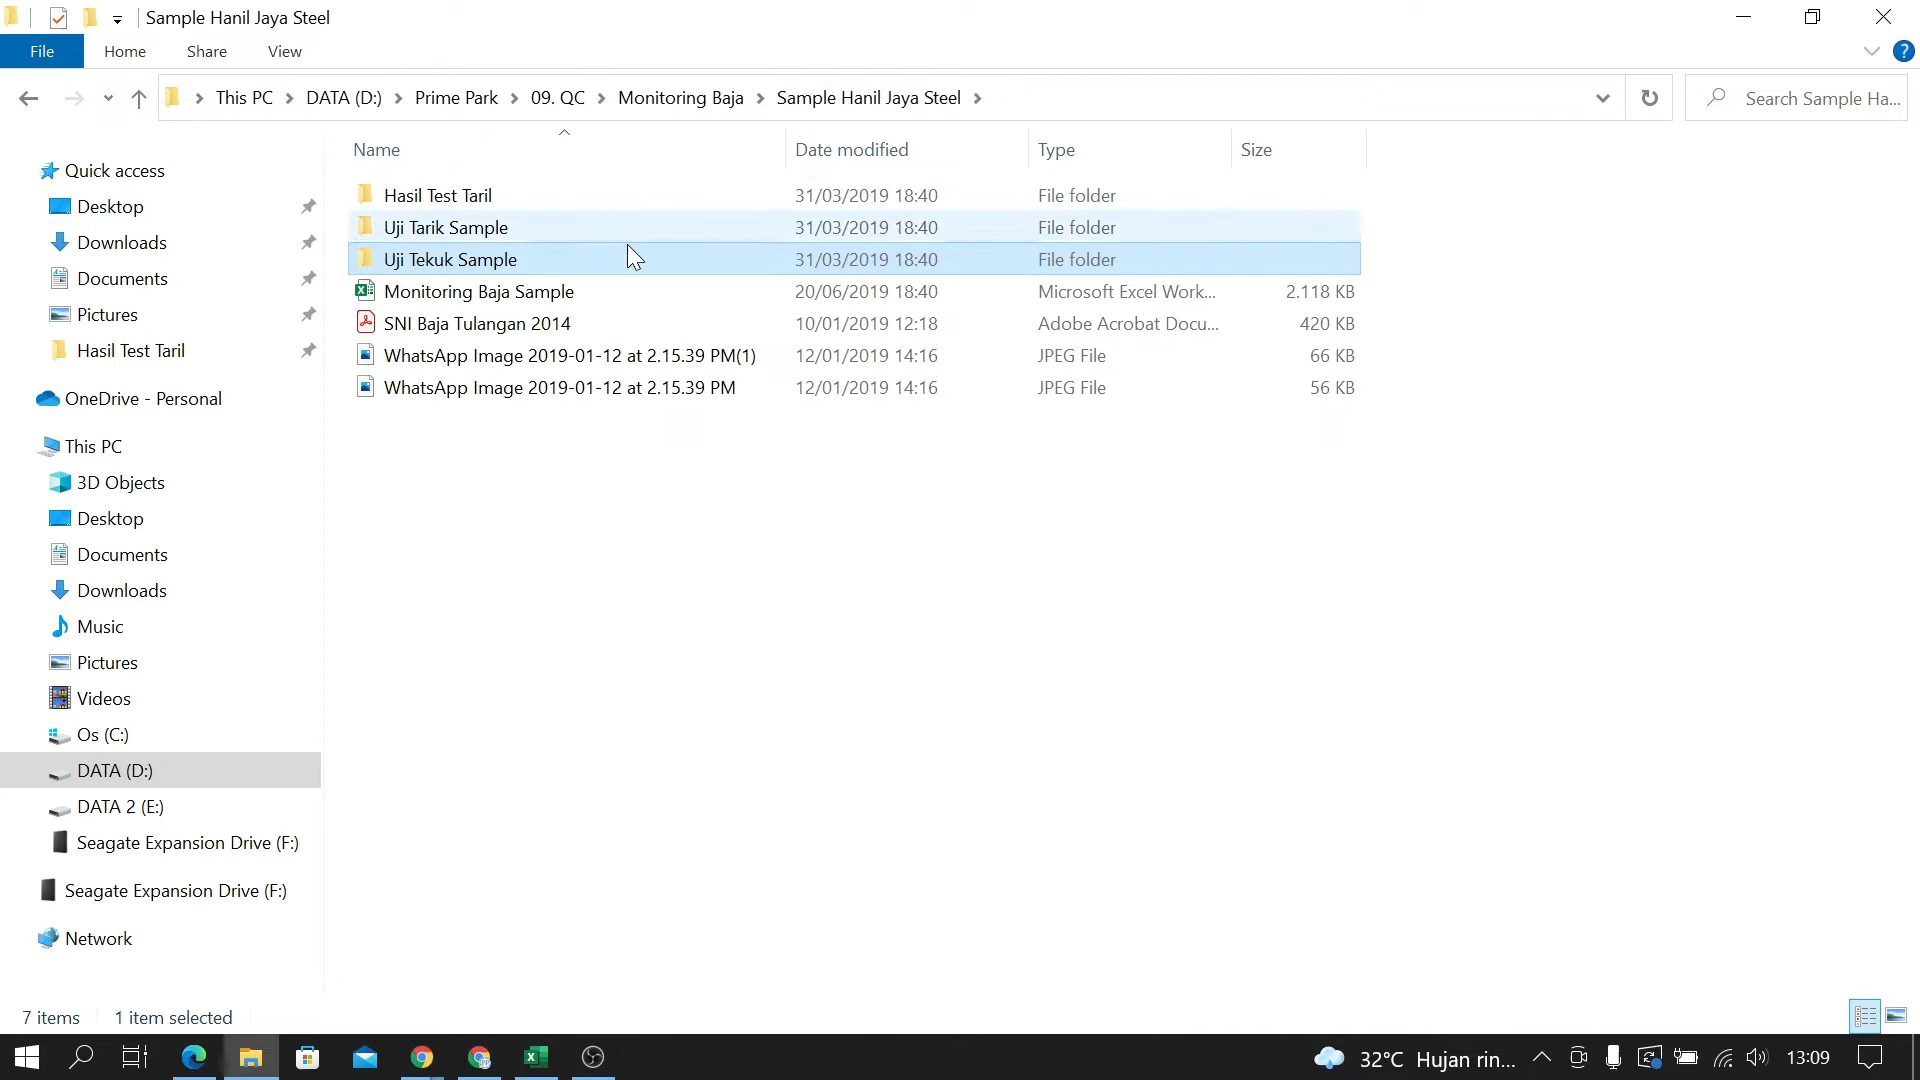 Sample Hanil Jaya Steel
File Home Share View
This PC DATA (D:) Prime Park 09. QC Monitoring Baja Sample Hanil Jaya Steel
Search Sample Ha...
Name Date modified Type Size
Quick access
Desktop
Downloads
Documents
Pictures
Hasil Test Taril
OneDrive - Personal
This PC
3D Objects
Desktop
Documents
Downloads
Music
Pictures
Videos
Os (C:)
DATA (D:)
DATA 2 (E:)
Seagate Expansion Drive (F:)
Seagate Expansion Drive (F:)
Network
Hasil Test Taril 31/03/2019 18:40 File folder
Uji Tarik Sample 31/03/2019 18:40 File folder
Uji Tekuk Sample 31/03/2019 18:40 File folder
Monitoring Baja Sample 20/06/2019 18:40 Microsoft Excel Work... 2.118 KB
SNI Baja Tulangan 2014 10/01/2019 12:18 Adobe Acrobat Docu... 420 KB
WhatsApp Image 2019-01-12 at 2.15.39 PM(1) 12/01/2019 14:16 JPEG File 66 KB
WhatsApp Image 2019-01-12 at 2.15.39 PM 12/01/2019 14:16 JPEG File 56 KB
7 items 1 item selected
32°C Hujan rin... 13:09